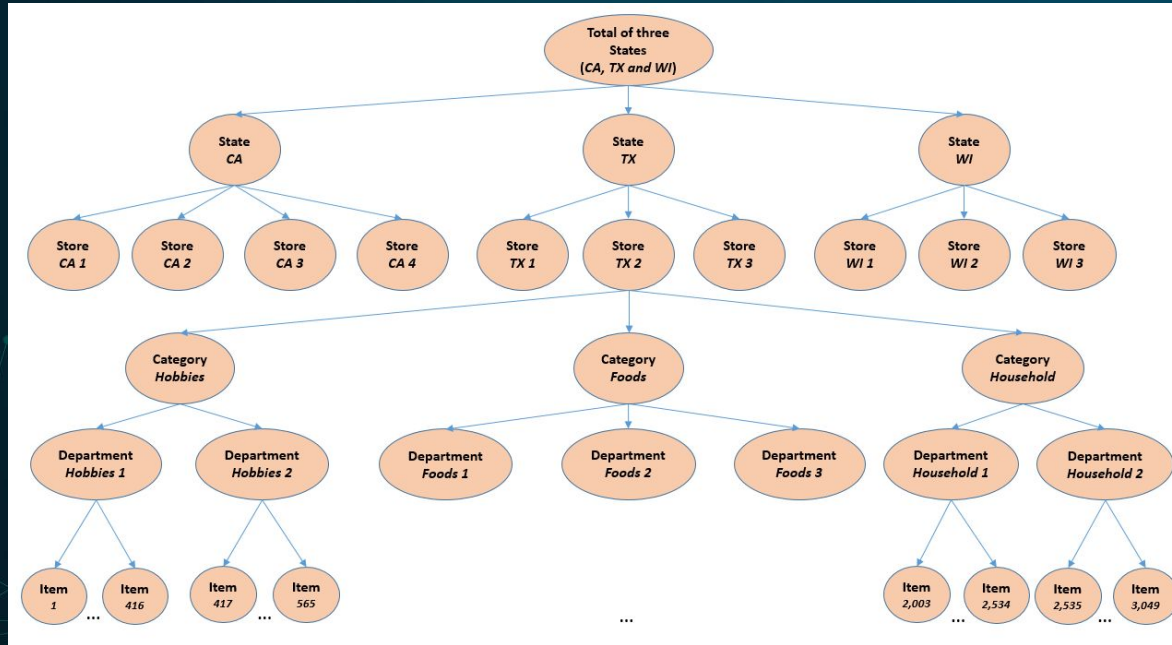 Total of three
States
(CA, TX and WI)
State
CA
State
TX
State
WI
Store
CA 1
Store
CA 2
Store
CA 3
Store
CA 4
Store
TX 1
Store
TX 2
Store
TX 3
Store
WI 1
Store
WI 2
Store
WI 3
Category
Hobbies
Category
Foods
Category
Household
Department
Hobbies 1
Department
Hobbies 2
Department
Foods 1
Department
Foods 2
Department
Foods 3
Department
Household 1
Department
Household 2
Item
1
...
Item
416
Item
417
...
Item
565
...
Item
2,003
...
Item
2,534
Item
2,535
...
Item
3,049